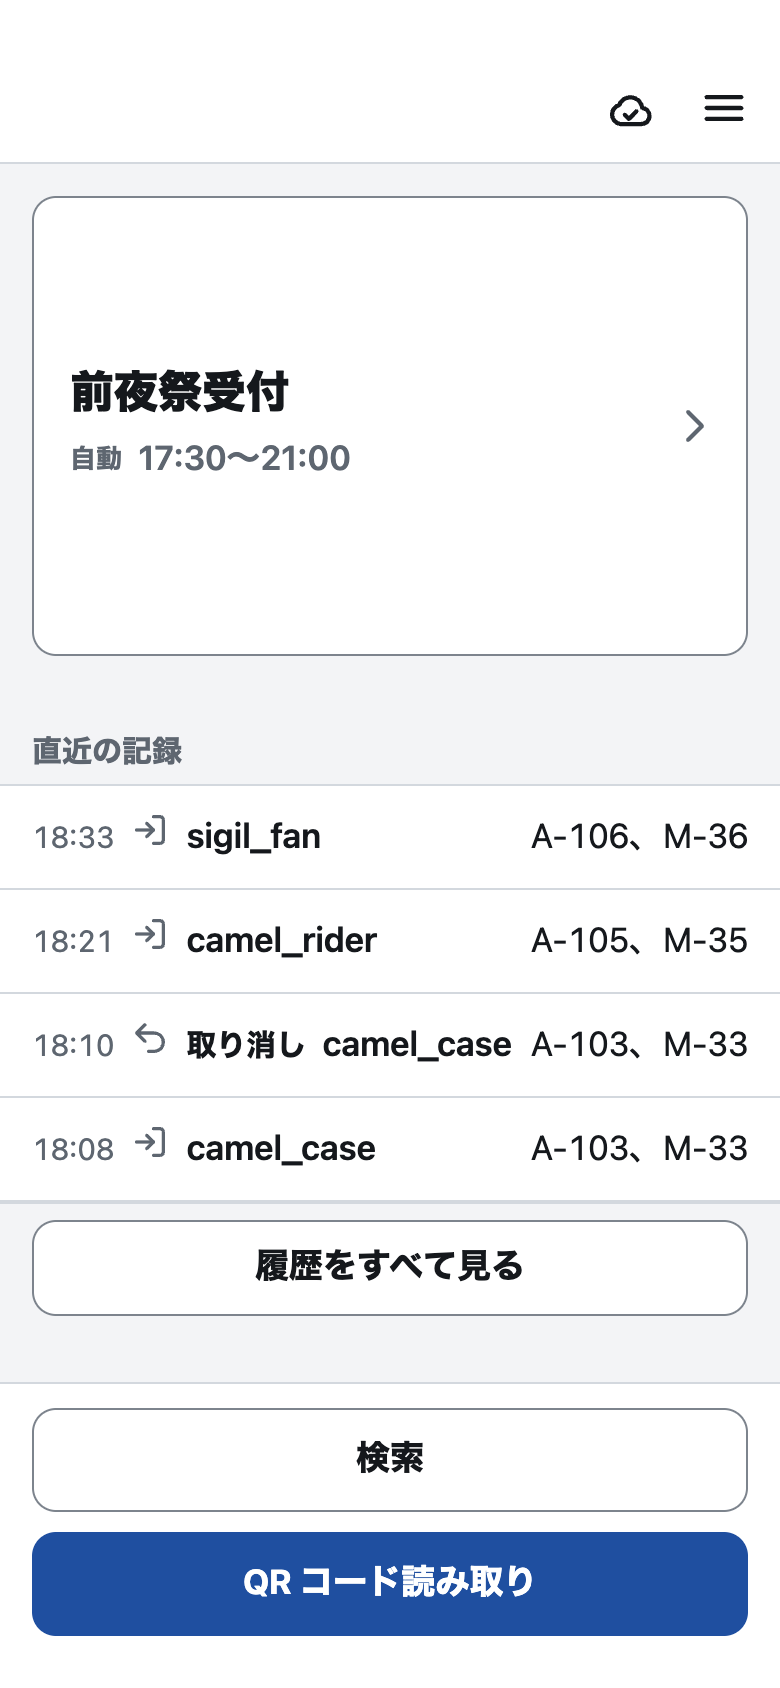 前夜祭受付
自動 17:30〜21:00
直近の記録
18:33 sigil_fan A-106、M-36
18:21 camel_rider A-105、M-35
18:10 取り消し camel_case A-103、M-33
18:08 camel_case A-103、M-33
履歴をすべて見る
検索
QR コード読み取り